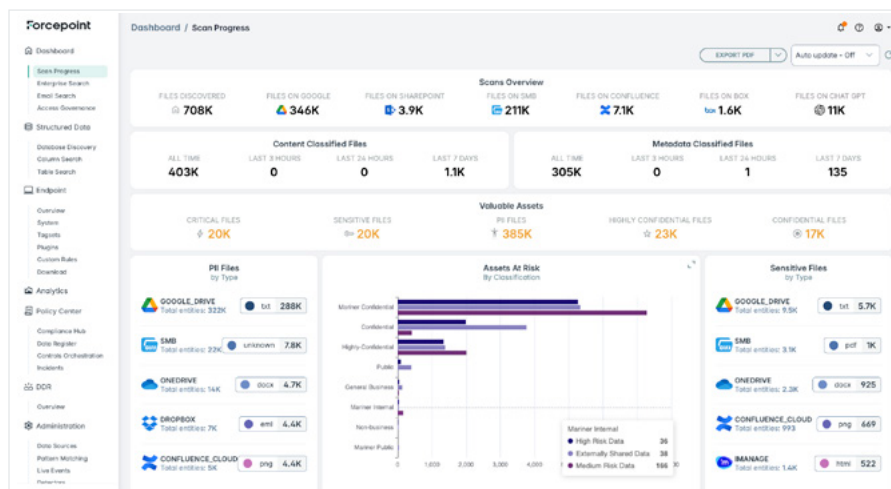 Forcepoint
Dashboard / Scan Progress
EXPORT PDF
Auto update - Off
Dashboard
Scan Progress
Enterprise Search
Email Search
Access Governance
Structured Data
Database Discovery
Column Search
Table Search
Endpoint
Overview
System
Targets
Plugins
Custom Rules
Download
Analytics
Policy Center
Compliance Hub
Data Register
Controls Orchestration
Incidents
DDR
Overview
Administration
Data Sources
Pattern Matching
Live Events
Detectors
Scans Overview
FILES DISCOVERED FILES ON GOOGLE FILES ON SHAREPOINT FILES ON SMB FILES ON CONFLUENCE FILES ON BOX FILES ON CHAT GPT
708K 346K 3.9K 211K 7.1K box 1.6K 11K
Content Classified Files
ALL TIME LAST 3 HOURS LAST 24 HOURS LAST 7 DAYS
403K 0 0 1.1K
Metadata Classified Files
ALL TIME LAST 3 HOURS LAST 24 HOURS LAST 7 DAYS
305K 0 1 135
Valuable Assets
CRITICAL FILES SENSITIVE FILES PII FILES HIGHLY CONFIDENTIAL FILES CONFIDENTIAL FILES
20K 20K 385K 23K 17K
PII Files
by Type
GOOGLE_DRIVE
Total entities: 322K txt 288K
SMB
Total entities: 22K unknown 7.8K
ONEDRIVE
Total entities: 14K docx 4.7K
DROPBOX
Total entities: 7K eml 4.4K
CONFLUENCE_CLOUD
Total entities: 5K png 4.4K
Assets At Risk
By Classification
Mariner Confidential
Confidential
Highly-Confidential
Public
General Business
Mariner Internal
Non-business
Mariner Public
0 1,000 2,000 3,000 4,000 5,000
Mariner Internal
High Risk Data 36
Externally Shared Data 38
Medium Risk Data 166
Sensitive Files
by Type
GOOGLE_DRIVE
Total entities: 9.5K txt 5.7K
SMB
Total entities: 3.1K pdf 1K
ONEDRIVE
Total entities: 2.3K docx 925
CONFLUENCE_CLOUD
Total entities: 993 png 669
IMANAGE
Total entities: 1.4K html 522